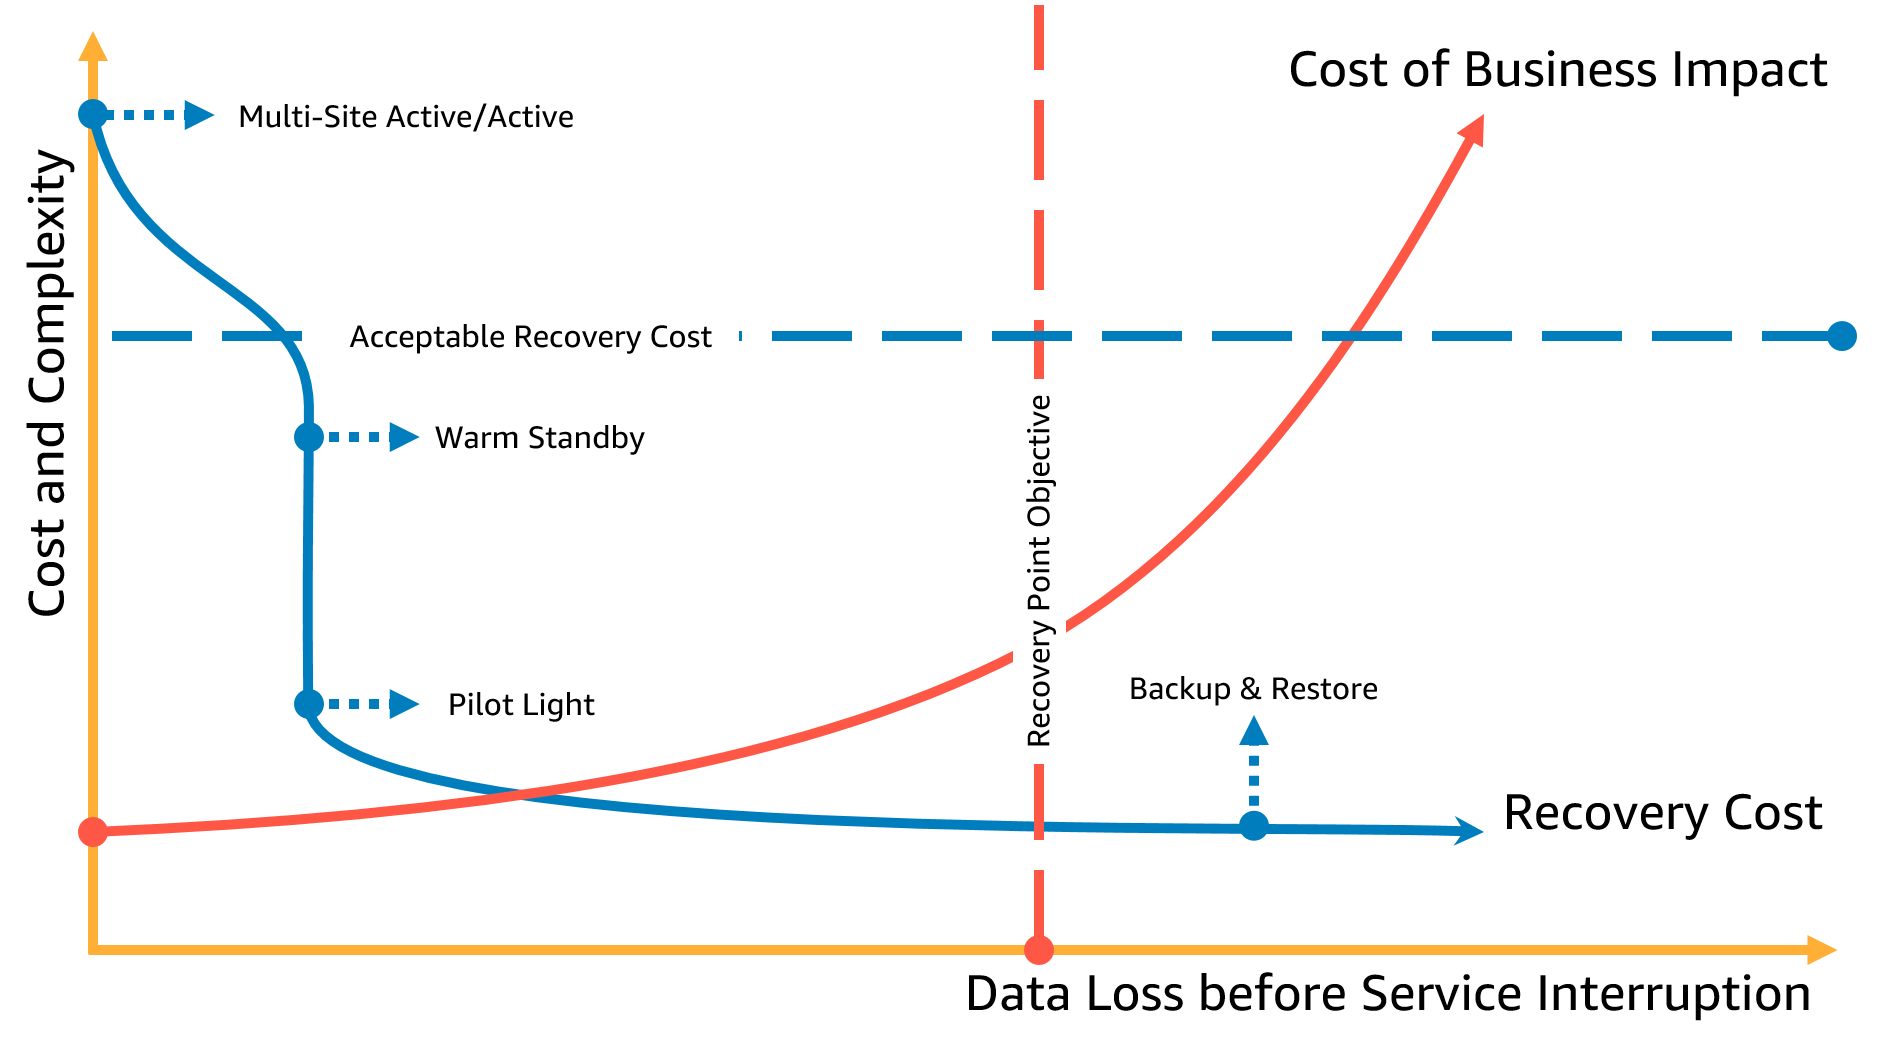 Cost of Business Impact
Multi-Site Active/Active
Cost and Complexity
Acceptable Recovery Cost
Warm Standby
Recovery Point Objective
Backup & Restore
Pilot Light
Recovery Cost
Data Loss before Service Interruption